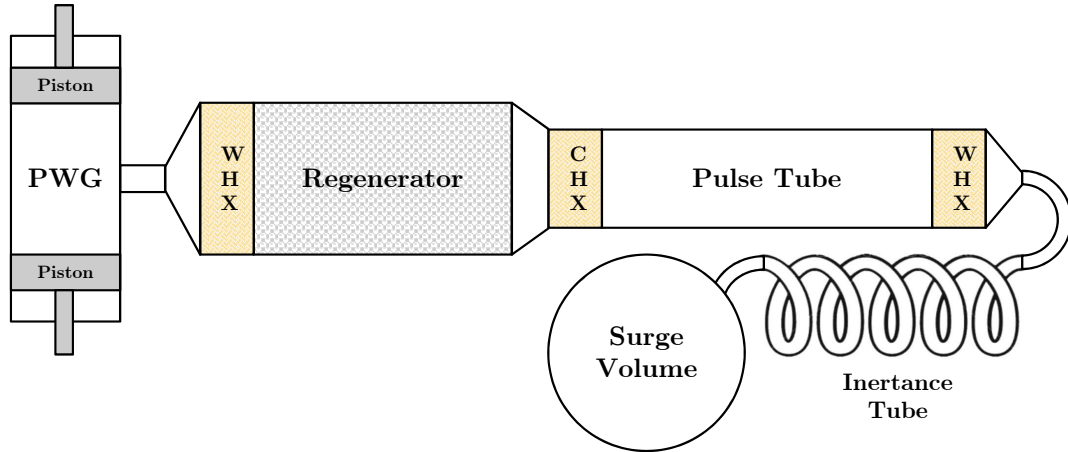 Piston
PWG
Piston
W
H
X
Regenerator
C
H
X
Pulse Tube
W
H
X
Surge
Volume
Inertance
Tube